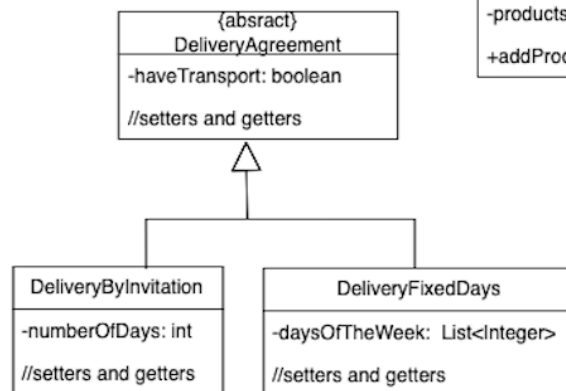 {absract}
DeliveryAgreement
-haveTransport: boolean
//setters and getters
-products
DeliveryByInvitation
-numberOfDays: int
//setters and getters
DeliveryFixedDays
-daysOfTheWeek: List<Integer>
//setters and getters